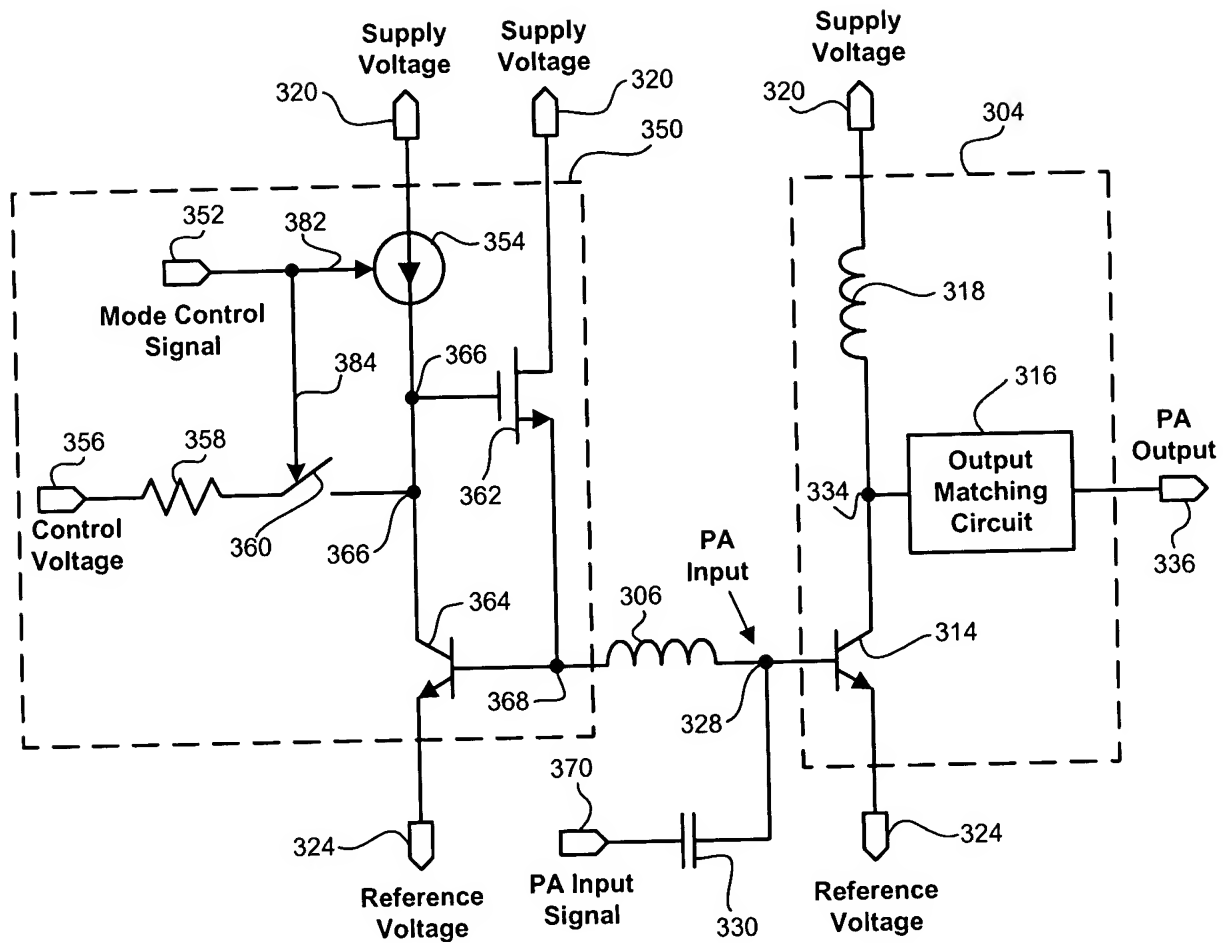 Supply
Voltage
Supply
Voltage
Supply
Voltage
320
320
320
304
350
352
382
354
Mode Control
Signal
318
384
366
316
PA
Output
356
358
362
Output
Matching
Circuit
334
Control
Voltage
360
366
PA
Input
336
364
306
314
368
328
370
324
324
Reference
Voltage
PA Input
Signal
330
Reference
Voltage